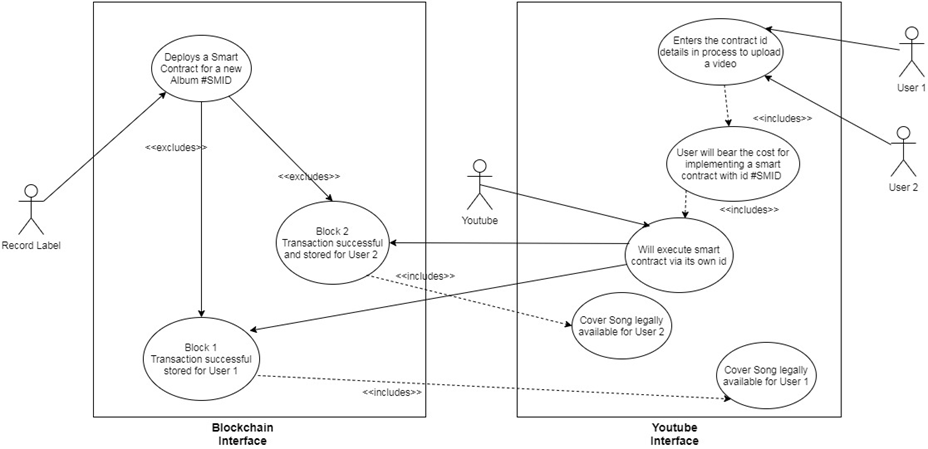 Deploys a Smart
Contract for a new
Album #SMID
<<excludes>>
<<excludes>>
Record Label
Block 2
Transaction successful
and stored for User 2
Block 1
Transaction successful
stored for User 1
<<includes>>
<<includes>>
Blockchain
Interface
Youtube
Enters the contract id
details in process to upload
a video
<<includes>>
User will bear the cost for
implementing a smart
contract with id #SMID
<<includes>>
Will execute smart
contract via its own id
Cover Song legally
available for User 2
Cover Song legally
available for User 1
Youtube
Interface
User 1
User 2